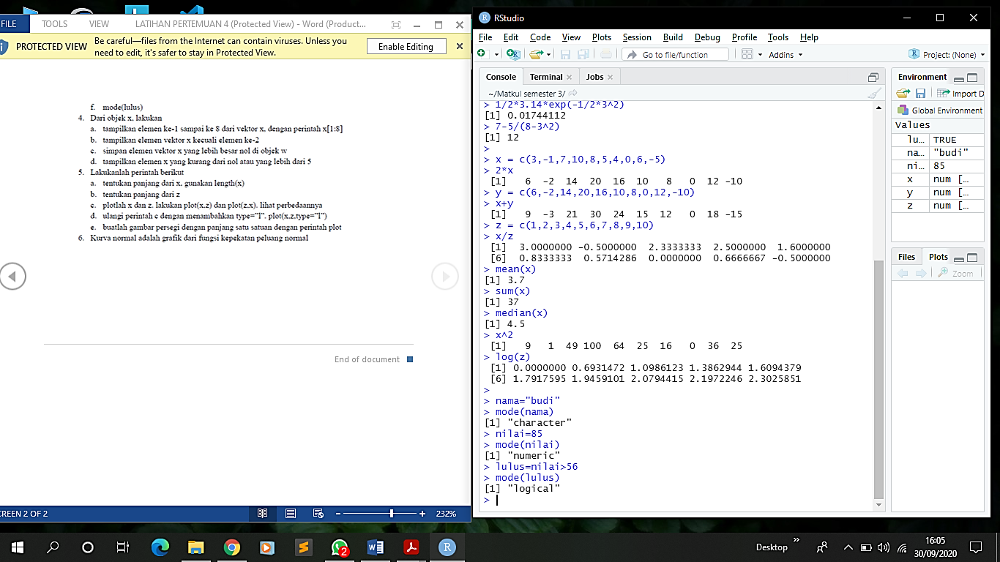 FILE TOOLS VIEW LATIHAN PERTEMUAN 4 (Protected View) - Word (Product...
PROTECTED VIEW Be careful—files from the Internet can contain viruses. Unless you need to edit, it's safer to stay in Protected View. Enable Editing
f. mode(lulus)
4. Dari objek x, lakukan
a. tampilkan elemen ke-1 sampai ke 8 dari vektor x, dengan perintah x[1:8]
b. tampilkan elemen vektor x kecuali elemen ke-2
c. simpan elemen vektor x yang lebih besar nol di objek w
d. tampilkan elemen x yang kurang dari nol atau yang lebih dari 5
5. Lakukanlah perintah berikut
a. tentukan panjang dari x, gunakan length(x)
b. tentukan panjang dari z
c. plotlah x dan z. lakukan plot(x,z) dan plot(z,x). lihat perbedaannya
d. ulangi perintah c dengan menambahkan type="l". plot(x,z,type="l")
e. buatlah gambar persegi dengan panjang satu satuan dengan perintah plot
6. Kurva normal adalah grafik dari fungsi kepekatan peluang normal
End of document
CREEN 2 OF 2 232%
RStudio
File Edit Code View Plots Session Build Debug Profile Tools Help
Go to file/function Addins Project: (None)
Console Terminal Jobs
~/Matkul semester 3/
> 1/2*3.14*exp(-1/2*3^2)
[1] 0.01744112
> 7-5/(8-3^2)
[1] 12
>
> x = c(3,-1,7,10,8,5,4,0,6,-5)
> 2*x
[1] 6 -2 14 20 16 10 8 0 12 -10
> y = c(6,-2,14,20,16,10,8,0,12,-10)
> x+y
[1] 9 -3 21 30 24 15 12 0 18 -15
> z = c(1,2,3,4,5,6,7,8,9,10)
> x/z
[1] 3.0000000 -0.5000000 2.3333333 2.5000000 1.6000000
[6] 0.8333333 0.5714286 0.0000000 0.6666667 -0.5000000
> mean(x)
[1] 3.7
> sum(x)
[1] 37
> median(x)
[1] 4.5
> x^2
[1] 9 1 49 100 64 25 16 0 36 25
> log(z)
[1] 0.0000000 0.6931472 1.0986123 1.3862944 1.6094379
[6] 1.7917595 1.9459101 2.0794415 2.1972246 2.3025851
>
> nama="budi"
> mode(nama)
[1] "character"
> nilai=85
> mode(nilai)
[1] "numeric"
> lulus=nilai>56
> mode(lulus)
[1] "logical"
>
Environment
Import D
Global Environment
Values
lu… TRUE
na… "budi"
ni… 85
x num […
y num […
z num […
Files Plots
Zoom
2
Desktop
16:05
30/09/2020